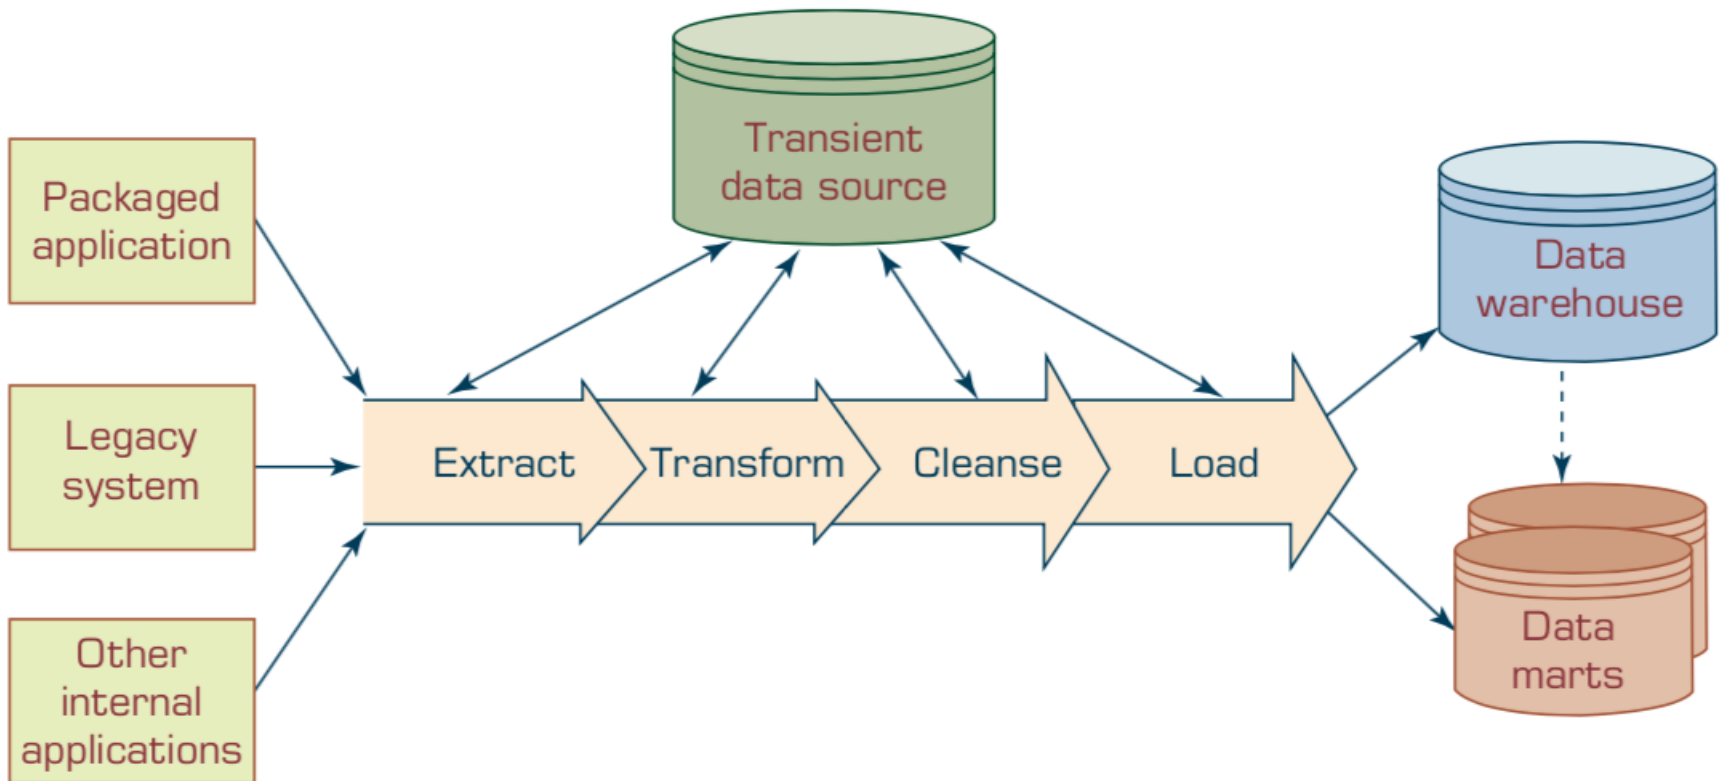 Transient
data source
Packaged
application
Data
warehouse
Legacy
system
Extract
Transform
Cleanse
Load
Other
internal
applications
Data
marts